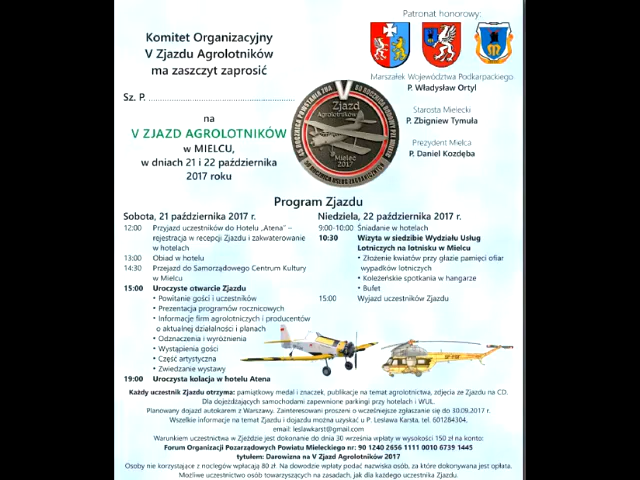 Komitet Organizacyjny
V Zjazdu Agrolotników
ma zaszczyt zaprosić
Sz. P.
na
V ZJAZD AGROLOTNIKÓW
w MIELCU,
w dniach 21 i 22 października
2017 roku
Patronat honorowy:
Marszałek Województwa Podkarpackiego
P. Władysław Ortyl
Starosta Mielecki
P. Zbigniew Tymuła
Prezydent Mielca
P. Daniel Kozdęba
V
Zjazd
Agrolotników
Mielec
2017
Program Zjazdu
Sobota, 21 października 2017 r.
12:00 Przyjazd uczestników do Hotelu „Atena” –
rejestracja w recepcji Zjazdu i zakwaterowanie
w hotelach
13:00 Obiad w hotelu
14:30 Przejazd do Samorządowego Centrum Kultury
w Mielcu
15:00 Uroczyste otwarcie Zjazdu
• Powitanie gości i uczestników
• Prezentacja programów rocznicowych
• Informacje firm agrolotniczych i producentów
o aktualnej działalności i planach
• Odznaczenia i wyróżnienia
• Wystąpienia gości
• Część artystyczna
• Zwiedzanie wystawy
19:00 Uroczysta kolacja w hotelu Atena
Niedziela, 22 października 2017 r.
9:00-10:00 Śniadanie w hotelach
10:30 Wizyta w siedzibie Wydziału Usług
Lotniczych na lotnisku w Mielcu
• Złożenie kwiatów przy głazie pamięci ofiar
wypadków lotniczych
• Koleżeńskie spotkania w hangarze
• Bufet
15:00 Wyjazd uczestników Zjazdu
Każdy uczestnik Zjazdu otrzyma: pamiątkowy medal i znaczek, publikacje na temat agrolotnictwa, zdjęcia ze Zjazdu na CD.
Dla dojeżdżających samochodami zapewnione parkingi przy hotelach i WUL.
Planowany dojazd autokarem z Warszawy. Zainteresowani proszeni o wcześniejsze zgłaszanie się do 30.09.2017 r.
Wszelkie informacje na temat Zjazdu i dojazdu można uzyskać u P. Lesława Karsta, tel. 601284304,
email: leslawkarst@gmail.com
Warunkiem uczestnictwa w Zjeździe jest dokonanie do dnia 30 września wpłaty w wysokości 150 zł na konto:
Forum Organizacji Pozarządowych Powiatu Mieleckiego nr: 90 1240 2656 1111 0010 6739 1445
tytułem: Darowizna na V Zjazd Agrolotników 2017
Osoby nie korzystające z noclegów wpłacają 80 zł. Na dowodzie wpłaty podać nazwiska osób, za które dokonywana jest opłata.
Możliwe uczestnictwo osób towarzyszących na zasadach, jak dla każdego uczestnika Zjazdu.